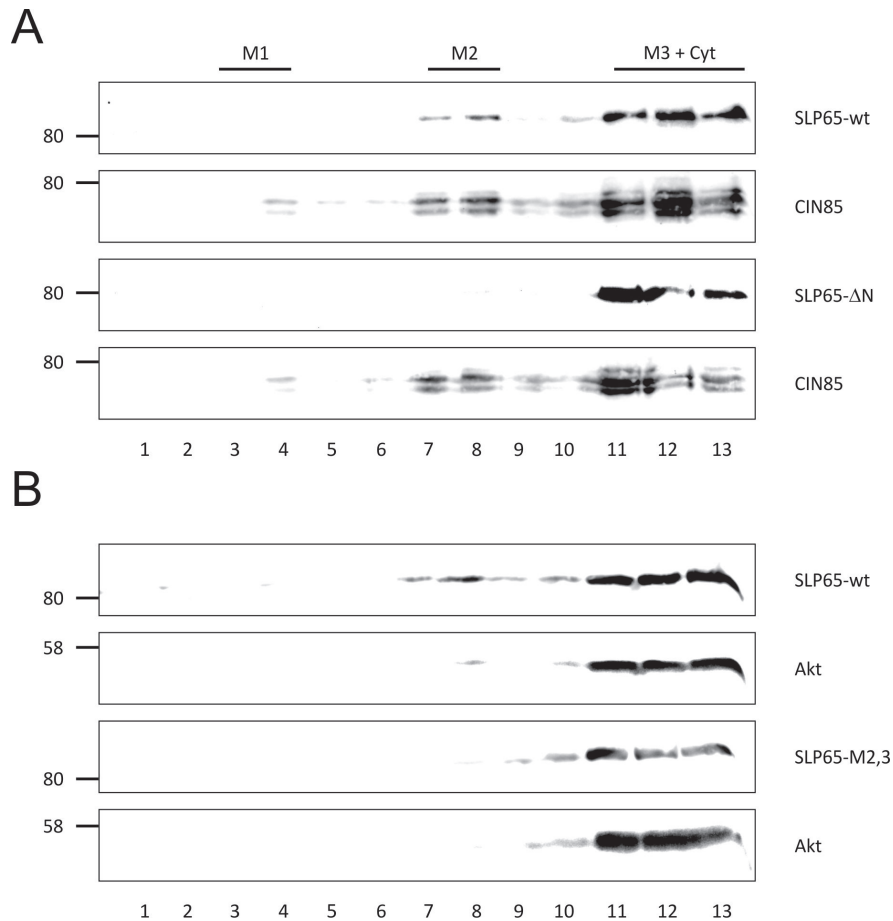 A
M1 M2 M3 + Cyt
80 SLP65-wt
80 CIN85
80 SLP65-ΔN
80 CIN85
1 2 3 4 5 6 7 8 9 10 11 12 13
B
80 SLP65-wt
58 Akt
80 SLP65-M2,3
58 Akt
1 2 3 4 5 6 7 8 9 10 11 12 13